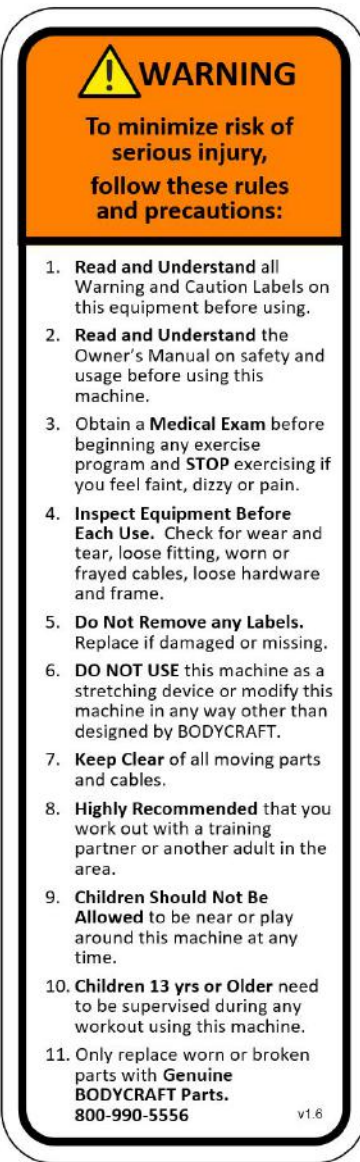 WARNING
To minimize risk of
serious injury,
follow these rules
and precautions:
1. Read and Understand all
Warning and Caution Labels on
this equipment before using.
2. Read and Understand the
Owner's Manual on safety and
usage before using this
machine.
3. Obtain a Medical Exam before
beginning any exercise
program and STOP exercising if
you feel faint, dizzy or pain.
4. Inspect Equipment Before
Each Use. Check for wear and
tear, loose fitting, worn or
frayed cables, loose hardware
and frame.
5. Do Not Remove any Labels.
Replace if damaged or missing.
6. DO NOT USE this machine as a
stretching device or modify this
machine in any way other than
designed by BODYCRAFT.
7. Keep Clear of all moving parts
and cables.
8. Highly Recommended that you
work out with a training
partner or another adult in the
area.
9. Children Should Not Be
Allowed to be near or play
around this machine at any
time.
10. Children 13 yrs or Older need
to be supervised during any
workout using this machine.
11. Only replace worn or broken
parts with Genuine
BODYCRAFT Parts.
800-990-5556 v1.6